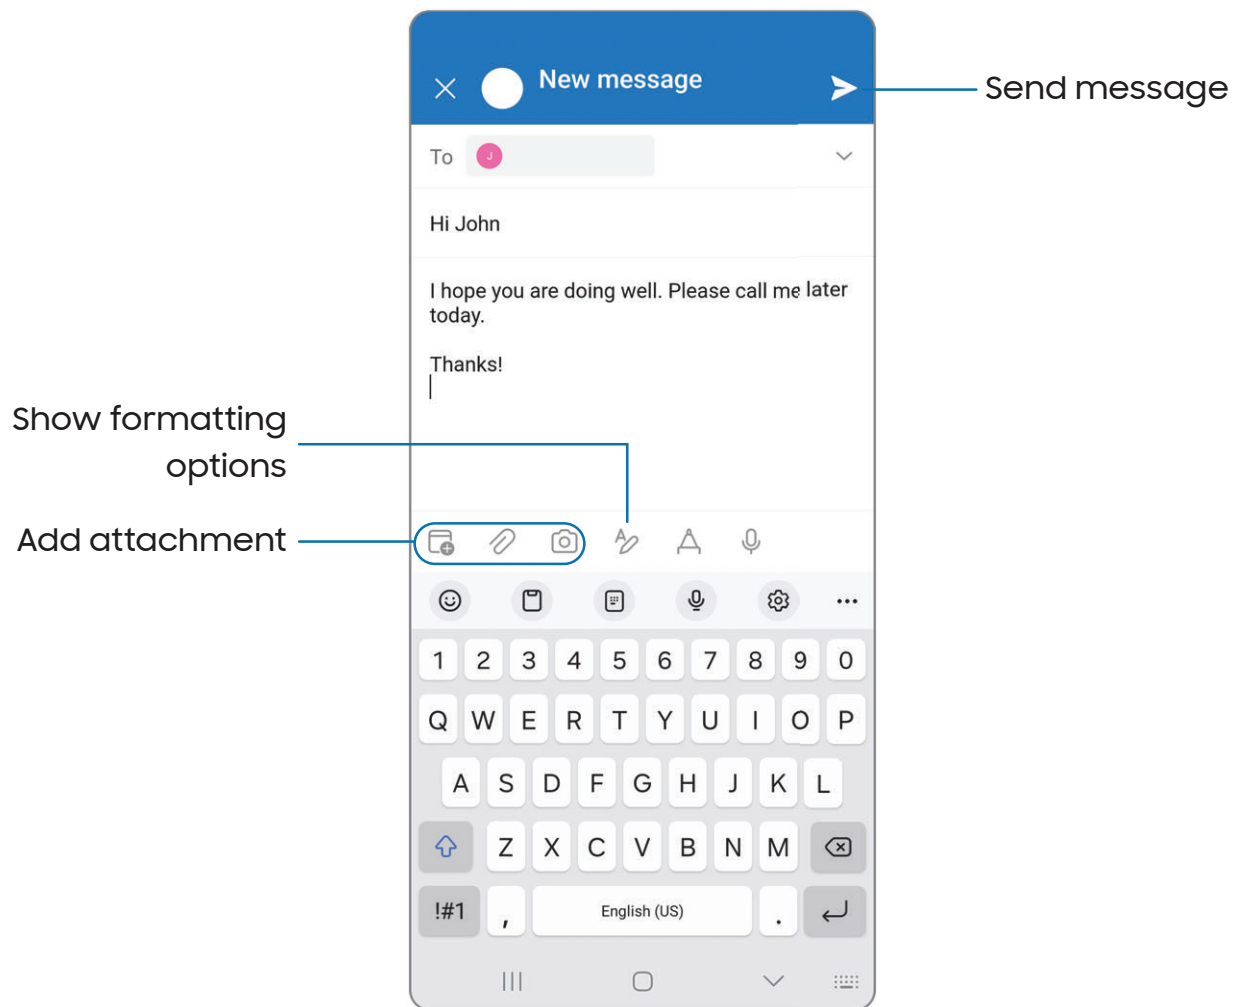 New message
Send message
To J
Hi John
I hope you are doing well. Please call me later
today.
Thanks!
Show formatting
options
Add attachment
1 2 3 4 5 6 7 8 9 0
Q W E R T Y U I O P
A S D F G H J K L
Z X C V B N M
!#1 , English (US) .